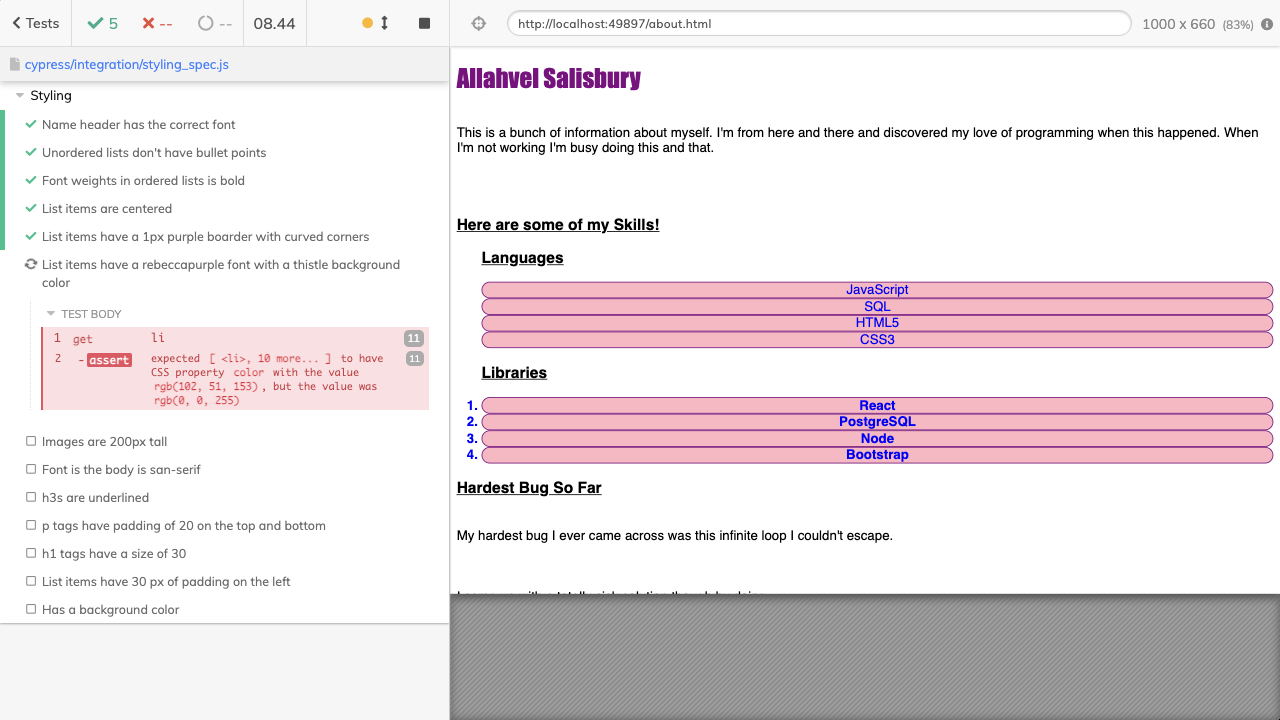 Tests
5
--
--
08.44
http://localhost:49897/about.html
1000 x 660 (83%)
cypress/integration/styling_spec.js
Styling
Name header has the correct font
Unordered lists don't have bullet points
Font weights in ordered lists is bold
List items are centered
List items have a 1px purple boarder with curved corners
List items have a rebeccapurple font with a thistle background
color
TEST BODY
1 get li 11
2 -assert expected [ <li>, 10 more... ] to have 11
CSS property color with the value
rgb(102, 51, 153), but the value was
rgb(0, 0, 255)
Images are 200px tall
Font is the body is san-serif
h3s are underlined
p tags have padding of 20 on the top and bottom
h1 tags have a size of 30
List items have 30 px of padding on the left
Has a background color
Allahvel Salisbury
This is a bunch of information about myself. I'm from here and there and discovered my love of programming when this happened. When
I'm not working I'm busy doing this and that.
Here are some of my Skills!
Languages
JavaScript
SQL
HTML5
CSS3
Libraries
1. React
2. PostgreSQL
3. Node
4. Bootstrap
Hardest Bug So Far
My hardest bug I ever came across was this infinite loop I couldn't escape.